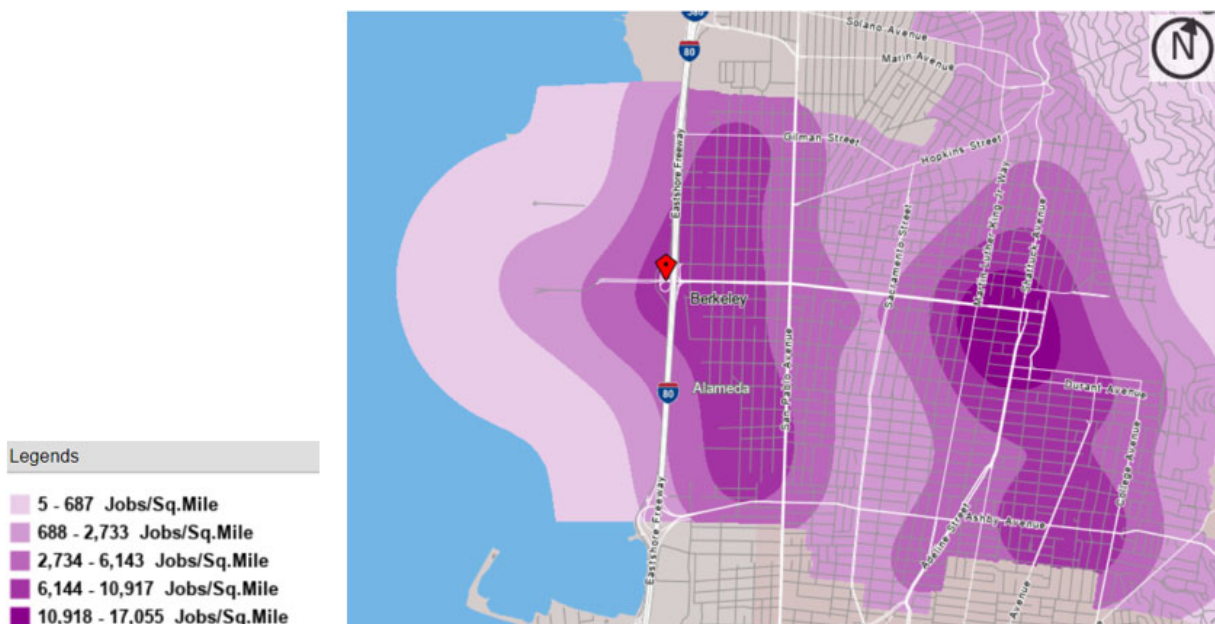 580
80
Solano Avenue
Marin Avenue
N
Gilman Street
Hopkins Street
Eastshore Freeway
Martin Luther King Jr Way
Shattuck Avenue
Sacramento Street
Berkeley
San Pablo Avenue
Alameda
80
Durant Avenue
College Avenue
Legends
5 - 687 Jobs/Sq.Mile
688 - 2,733 Jobs/Sq.Mile
2,734 - 6,143 Jobs/Sq.Mile
6,144 - 10,917 Jobs/Sq.Mile
10,918 - 17,055 Jobs/Sq.Mile
Eastshore Freeway
Adeline Street
Ashby Avenue
Avenue